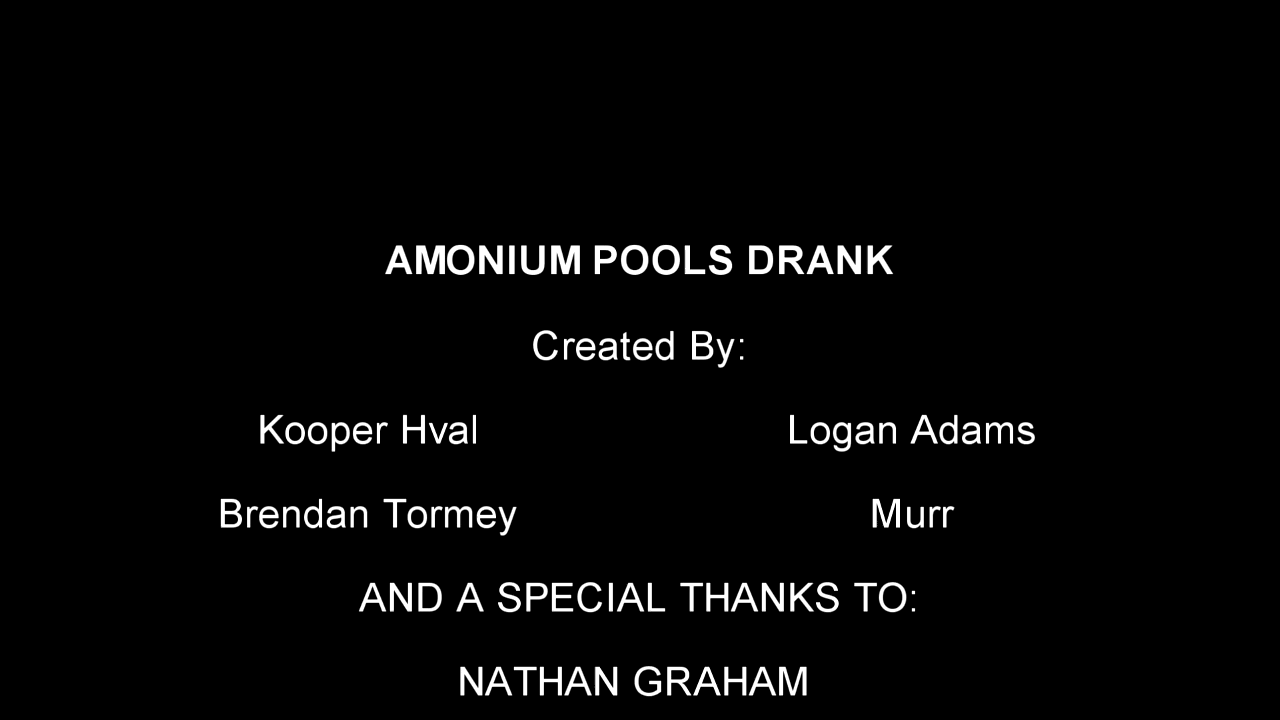 AMONIUM POOLS DRANK
Created By:
Kooper Hval Logan Adams
Brendan Tormey Murr
AND A SPECIAL THANKS TO:
NATHAN GRAHAM